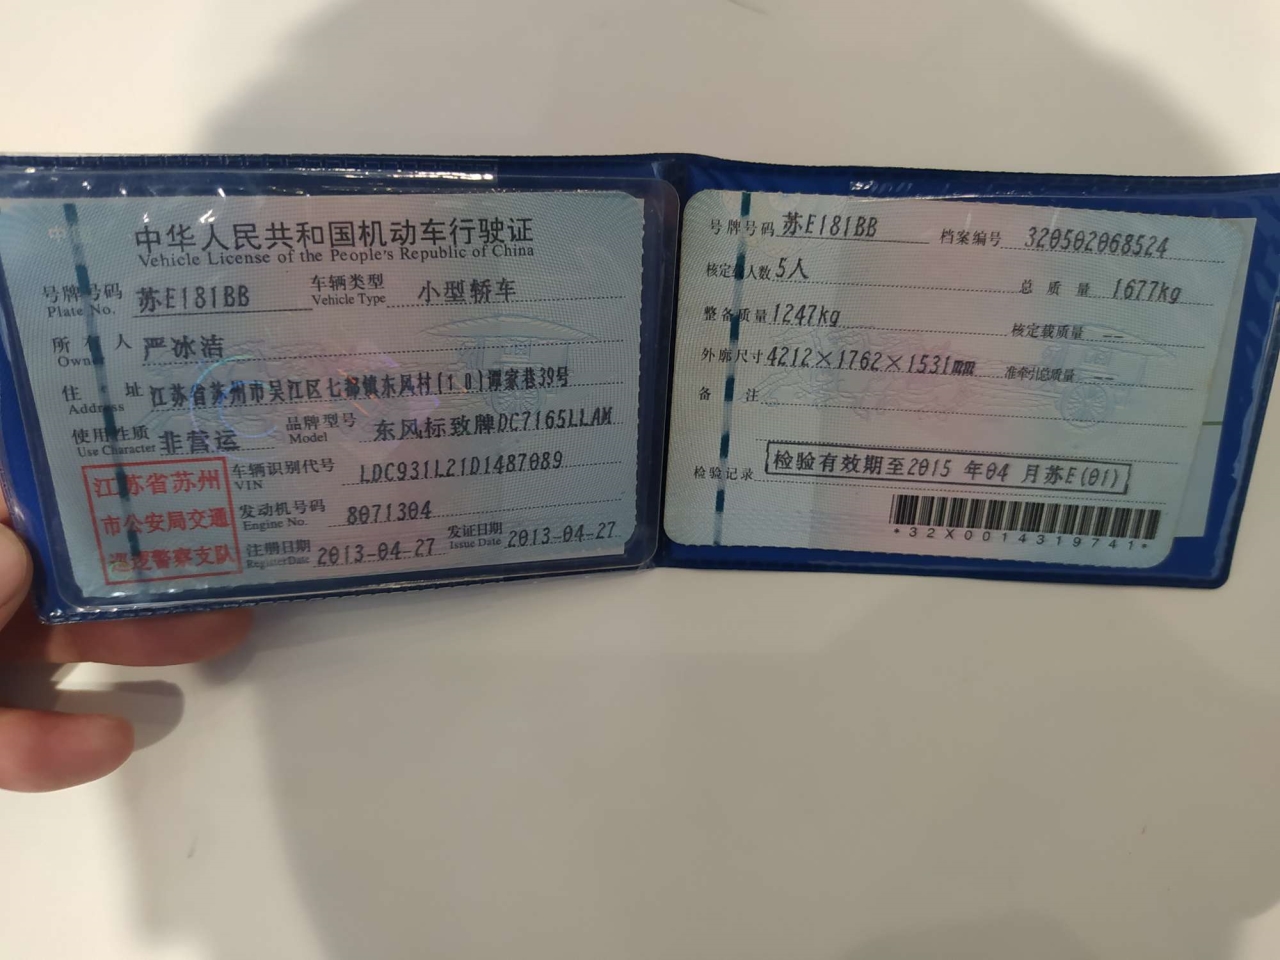 中华人民共和国机动车行驶证
Vehicle License of the People's Republic of China
号牌号码 苏E181BB 车辆类型 小型轿车
Plate No. Vehicle Type
所有人 严冰洁
Owner
住址 江苏省苏州市吴江区七都镇东风村(10)谭家巷39号
Address
使用性质 非营运 品牌型号 东风标致牌DC7165LLAM
Use Character Model
车辆识别代号 LDC931L21D1487089
VIN
发动机号码 8071304
Engine No.
注册日期 2013-04-27 发证日期 2013-04-27
Register Date Issue Date
江苏省苏州
市公安局交通
巡逻警察支队
号牌号码 苏E181BB 档案编号 320502068524
核定载人数 5人 总质量 1677kg
整备质量 1247kg 核定载质量 --
外廓尺寸 4212×1762×1531mm 准牵引总质量 --
备注
检验记录 检验有效期至2015年04月苏E(01)
*32X0014319741*